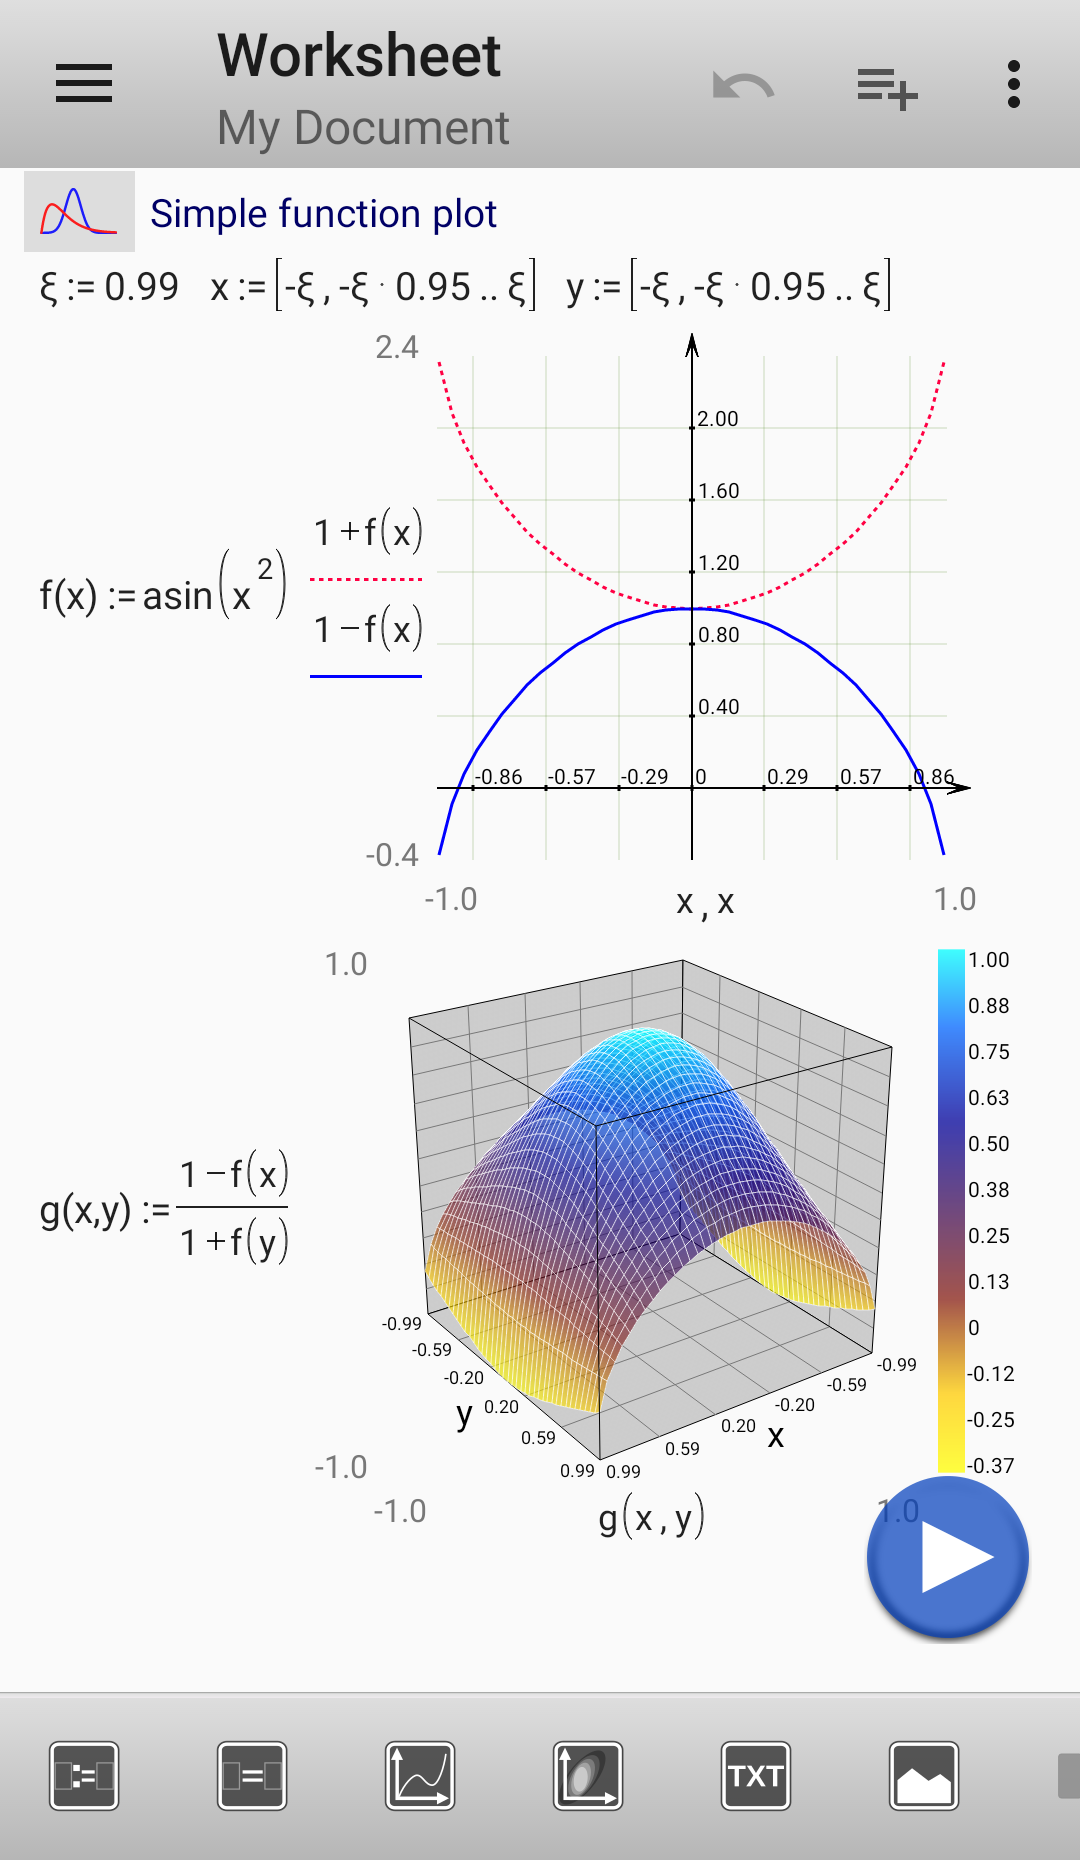 Worksheet
My Document
Simple function plot
ξ := 0.99 x := [-ξ , -ξ · 0.95 .. ξ] y := [-ξ , -ξ · 0.95 .. ξ]
2.4
2.00
1.60
1+f(x)
1.20
f(x) := asin(x²)
1−f(x)
0.80
0.40
-0.86 -0.57 -0.29 0 0.29 0.57 0.86
-0.4
-1.0 x , x 1.0
1.0
1.00
0.88
0.75
0.63
0.50
0.38
0.25
0.13
0
-0.12
-0.25
-0.37
1−f(x)
g(x,y) :=
1+f(y)
-0.99
-0.59
-0.20
0.20
0.59
0.99
y
-0.99
-0.59
-0.20
0.20
0.59
0.99
x
-1.0
-1.0 g(x , y) 1.0
:= = TXT